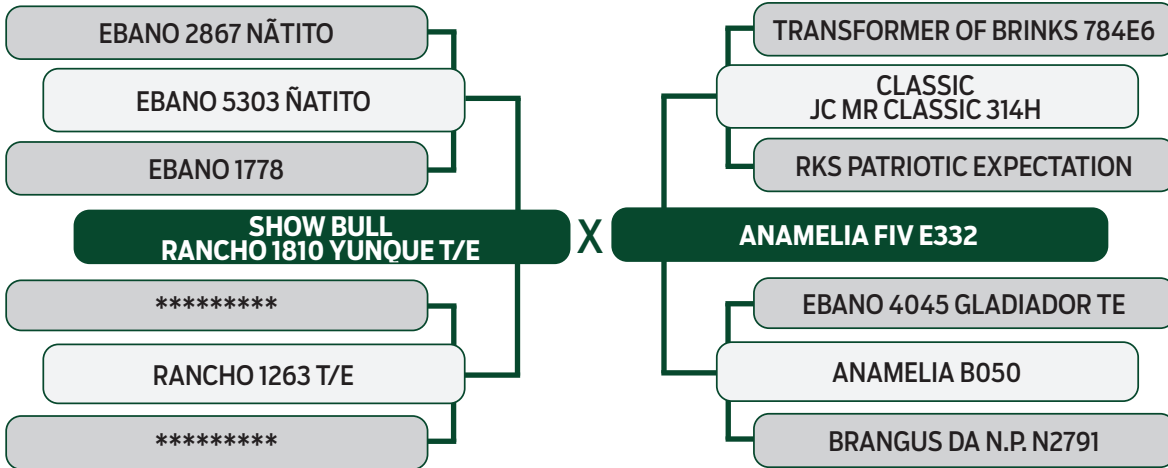 EBANO 2867 NÃTITO
EBANO 5303 ÑATITO
EBANO 1778
SHOW BULL
RANCHO 1810 YUNQUE T/E
*********
RANCHO 1263 T/E
*********
X
TRANSFORMER OF BRINKS 784E6
CLASSIC
JC MR CLASSIC 314H
RKS PATRIOTIC EXPECTATION
ANAMELIA FIV E332
EBANO 4045 GLADIADOR TE
ANAMELIA B050
BRANGUS DA N.P. N2791